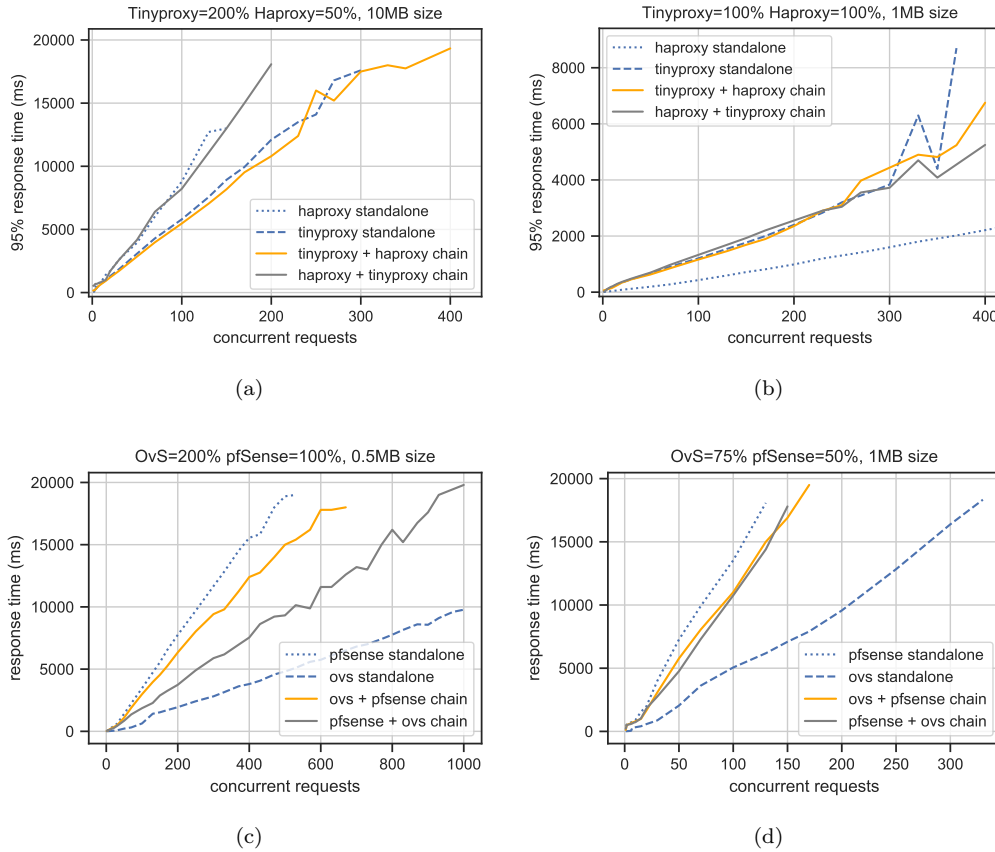 Tinyproxy=200% Haproxy=50%, 10MB size
95% response time (ms)
20000
15000
10000
5000
0
haproxy standalone
tinyproxy standalone
tinyproxy + haproxy chain
haproxy + tinyproxy chain
0 100 200 300 400
concurrent requests
(a)
Tinyproxy=100% Haproxy=100%, 1MB size
95% response time (ms)
8000
6000
4000
2000
0
haproxy standalone
tinyproxy standalone
tinyproxy + haproxy chain
haproxy + tinyproxy chain
0 100 200 300 400
concurrent requests
(b)
OvS=200% pfSense=100%, 0.5MB size
response time (ms)
20000
15000
10000
5000
0
pfsense standalone
ovs standalone
ovs + pfsense chain
pfsense + ovs chain
0 200 400 600 800 1000
concurrent requests
(c)
OvS=75% pfSense=50%, 1MB size
response time (ms)
20000
15000
10000
5000
0
pfsense standalone
ovs standalone
ovs + pfsense chain
pfsense + ovs chain
0 50 100 150 200 250 300
concurrent requests
(d)